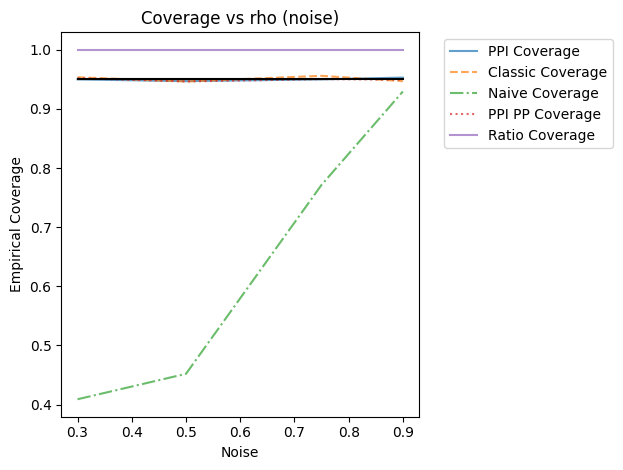 Coverage vs rho (noise)
1.0
0.9
0.8
0.7
0.6
0.5
0.4
Empirical Coverage
0.3
0.4
0.5
0.6
0.7
0.8
0.9
Noise
PPI Coverage
Classic Coverage
Naive Coverage
PPI PP Coverage
Ratio Coverage